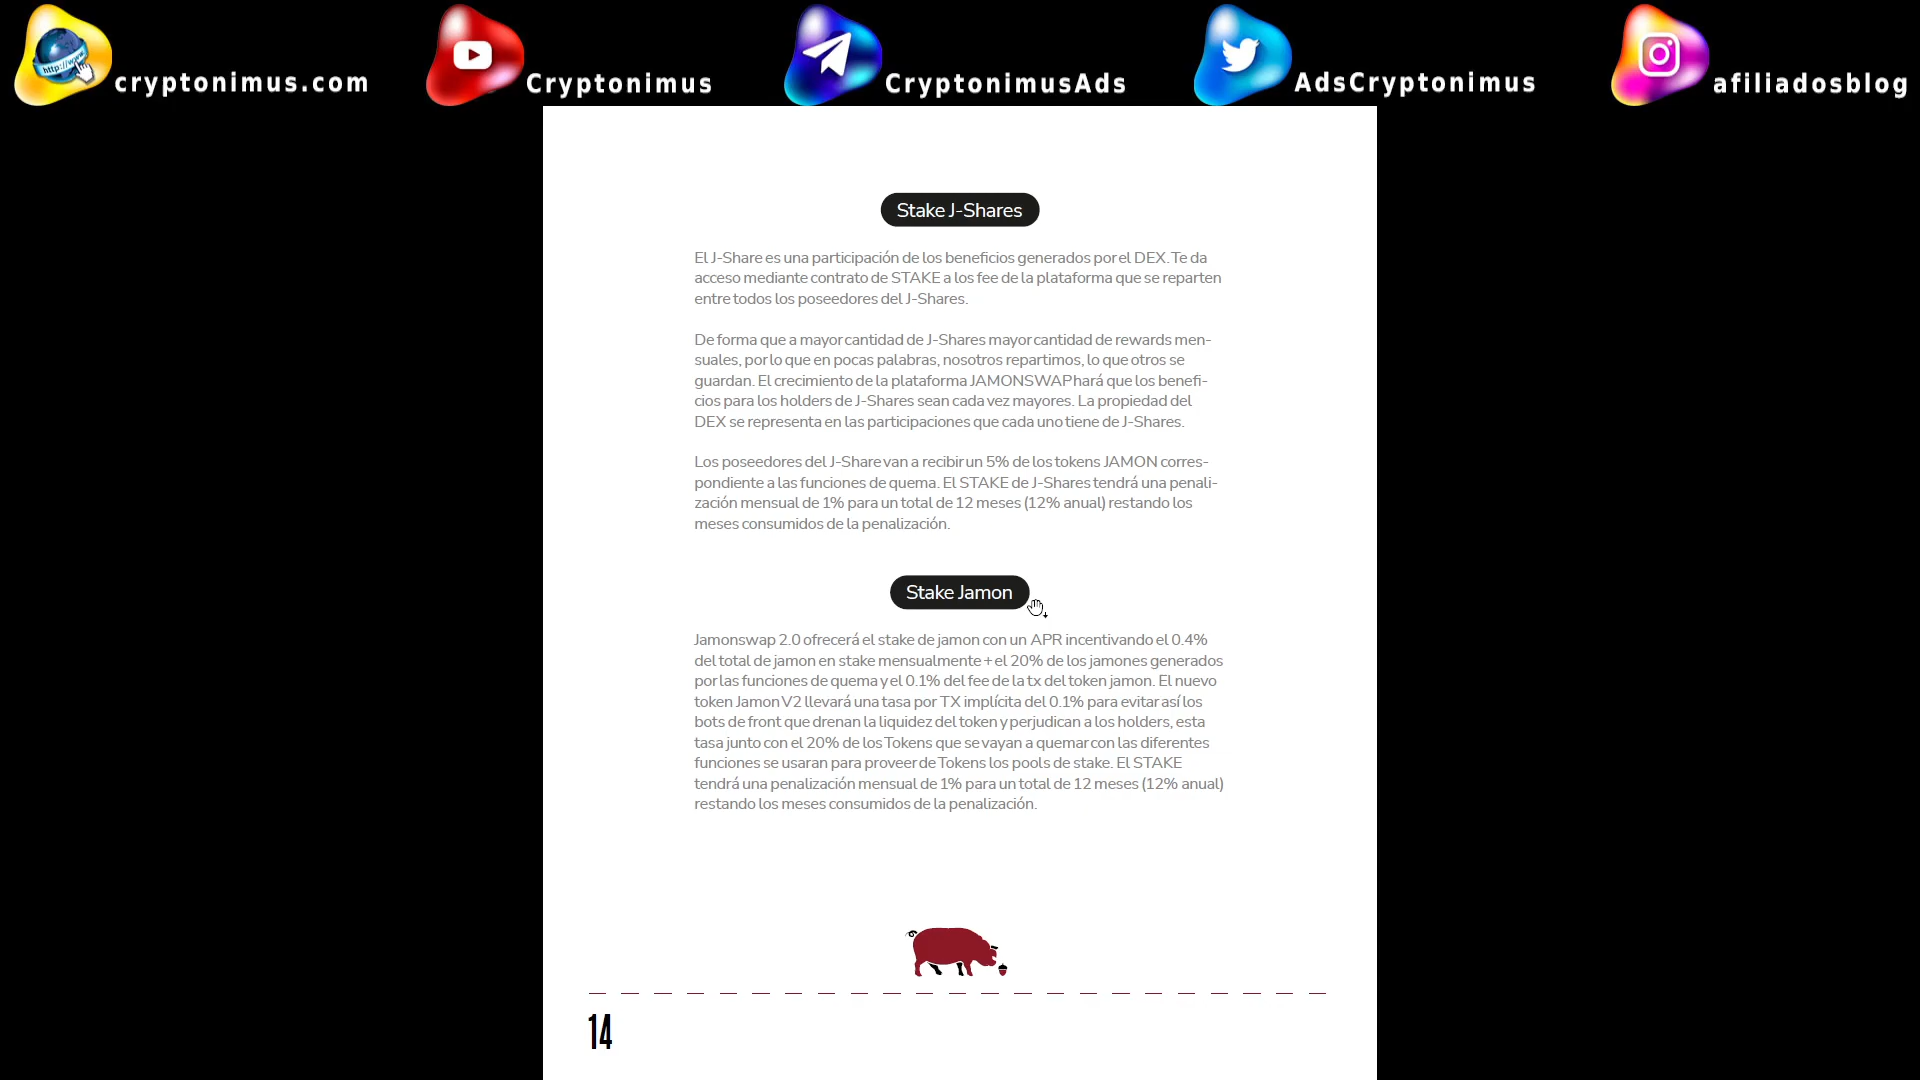 http://www
cryptonimus.com
Cryptonimus
CryptonimusAds
AdsCryptonimus
afiliadosblog
Stake J-Shares
El J-Share es una participación de los beneficios generados por el DEX. Te da
acceso mediante contrato de STAKE a los fee de la plataforma que se reparten
entre todos los poseedores del J-Shares.
De forma que a mayor cantidad de J-Shares mayor cantidad de rewards men-
suales, por lo que en pocas palabras, nosotros repartimos, lo que otros se
guardan. El crecimiento de la plataforma JAMONSWAP hará que los benefi-
cios para los holders de J-Shares sean cada vez mayores. La propiedad del
DEX se representa en las participaciones que cada uno tiene de J-Shares.
Los poseedores del J-Share van a recibir un 5% de los tokens JAMON corres-
pondiente a las funciones de quema. El STAKE de J-Shares tendrá una penali-
zación mensual de 1% para un total de 12 meses (12% anual) restando los
meses consumidos de la penalización.
Stake Jamon
Jamonswap 2.0 ofrecerá el stake de jamon con un APR incentivando el 0.4%
del total de jamon en stake mensualmente + el 20% de los jamones generados
por las funciones de quema y el 0.1% del fee de la tx del token jamon. El nuevo
token Jamon V2 llevará una tasa por TX implícita del 0.1% para evitar así los
bots de front que drenan la liquidez del token y perjudican a los holders, esta
tasa junto con el 20% de los Tokens que se vayan a quemar con las diferentes
funciones se usaran para proveer de Tokens los pools de stake. El STAKE
tendrá una penalización mensual de 1% para un total de 12 meses (12% anual)
restando los meses consumidos de la penalización.
14